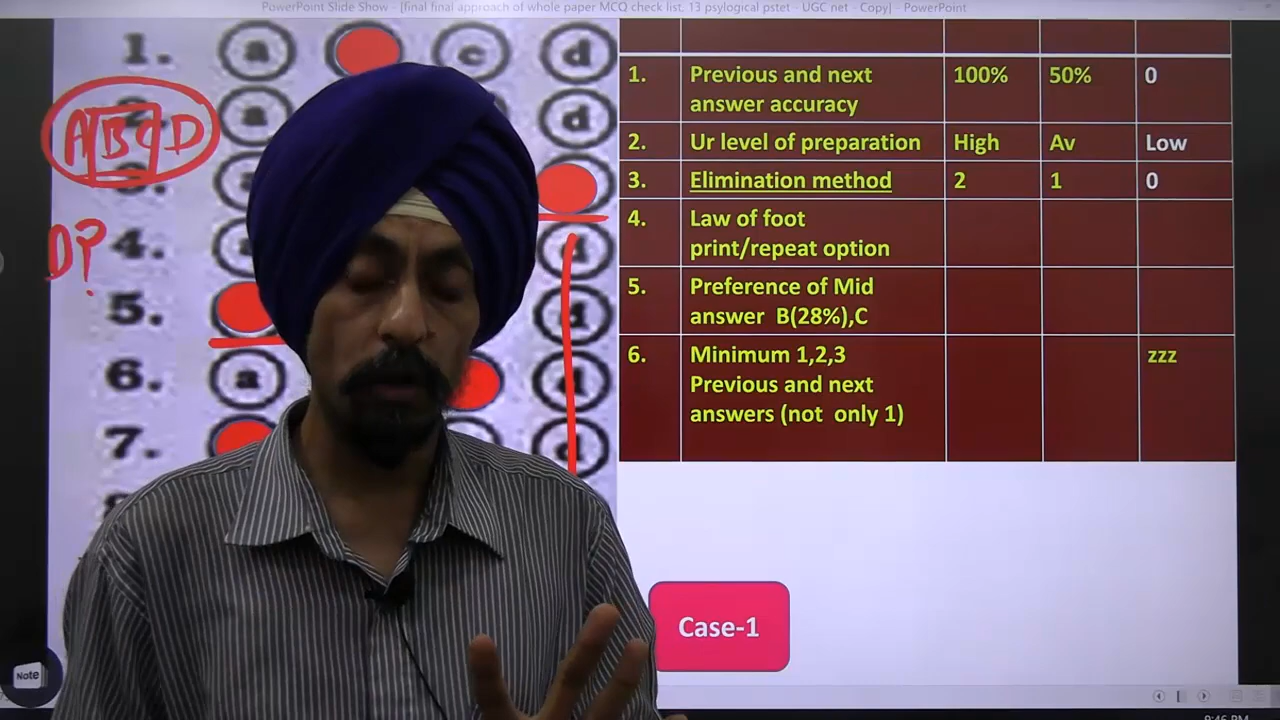 PowerPoint Slide Show - [final final approach of whole paper MCQ check list, 13 psylogical pstet - UGC net - Copy] - PowerPoint
1. a c d
A B C D
a d
D?
4. d
5. d
6. a d
7. d
1. Previous and next answer accuracy 100% 50% 0
2. Ur level of preparation High Av Low
3. Elimination method 2 1 0
4. Law of foot print/repeat option
5. Preference of Mid answer B(28%),C
6. Minimum 1,2,3 Previous and next answers (not only 1) zzz
Case-1
Note